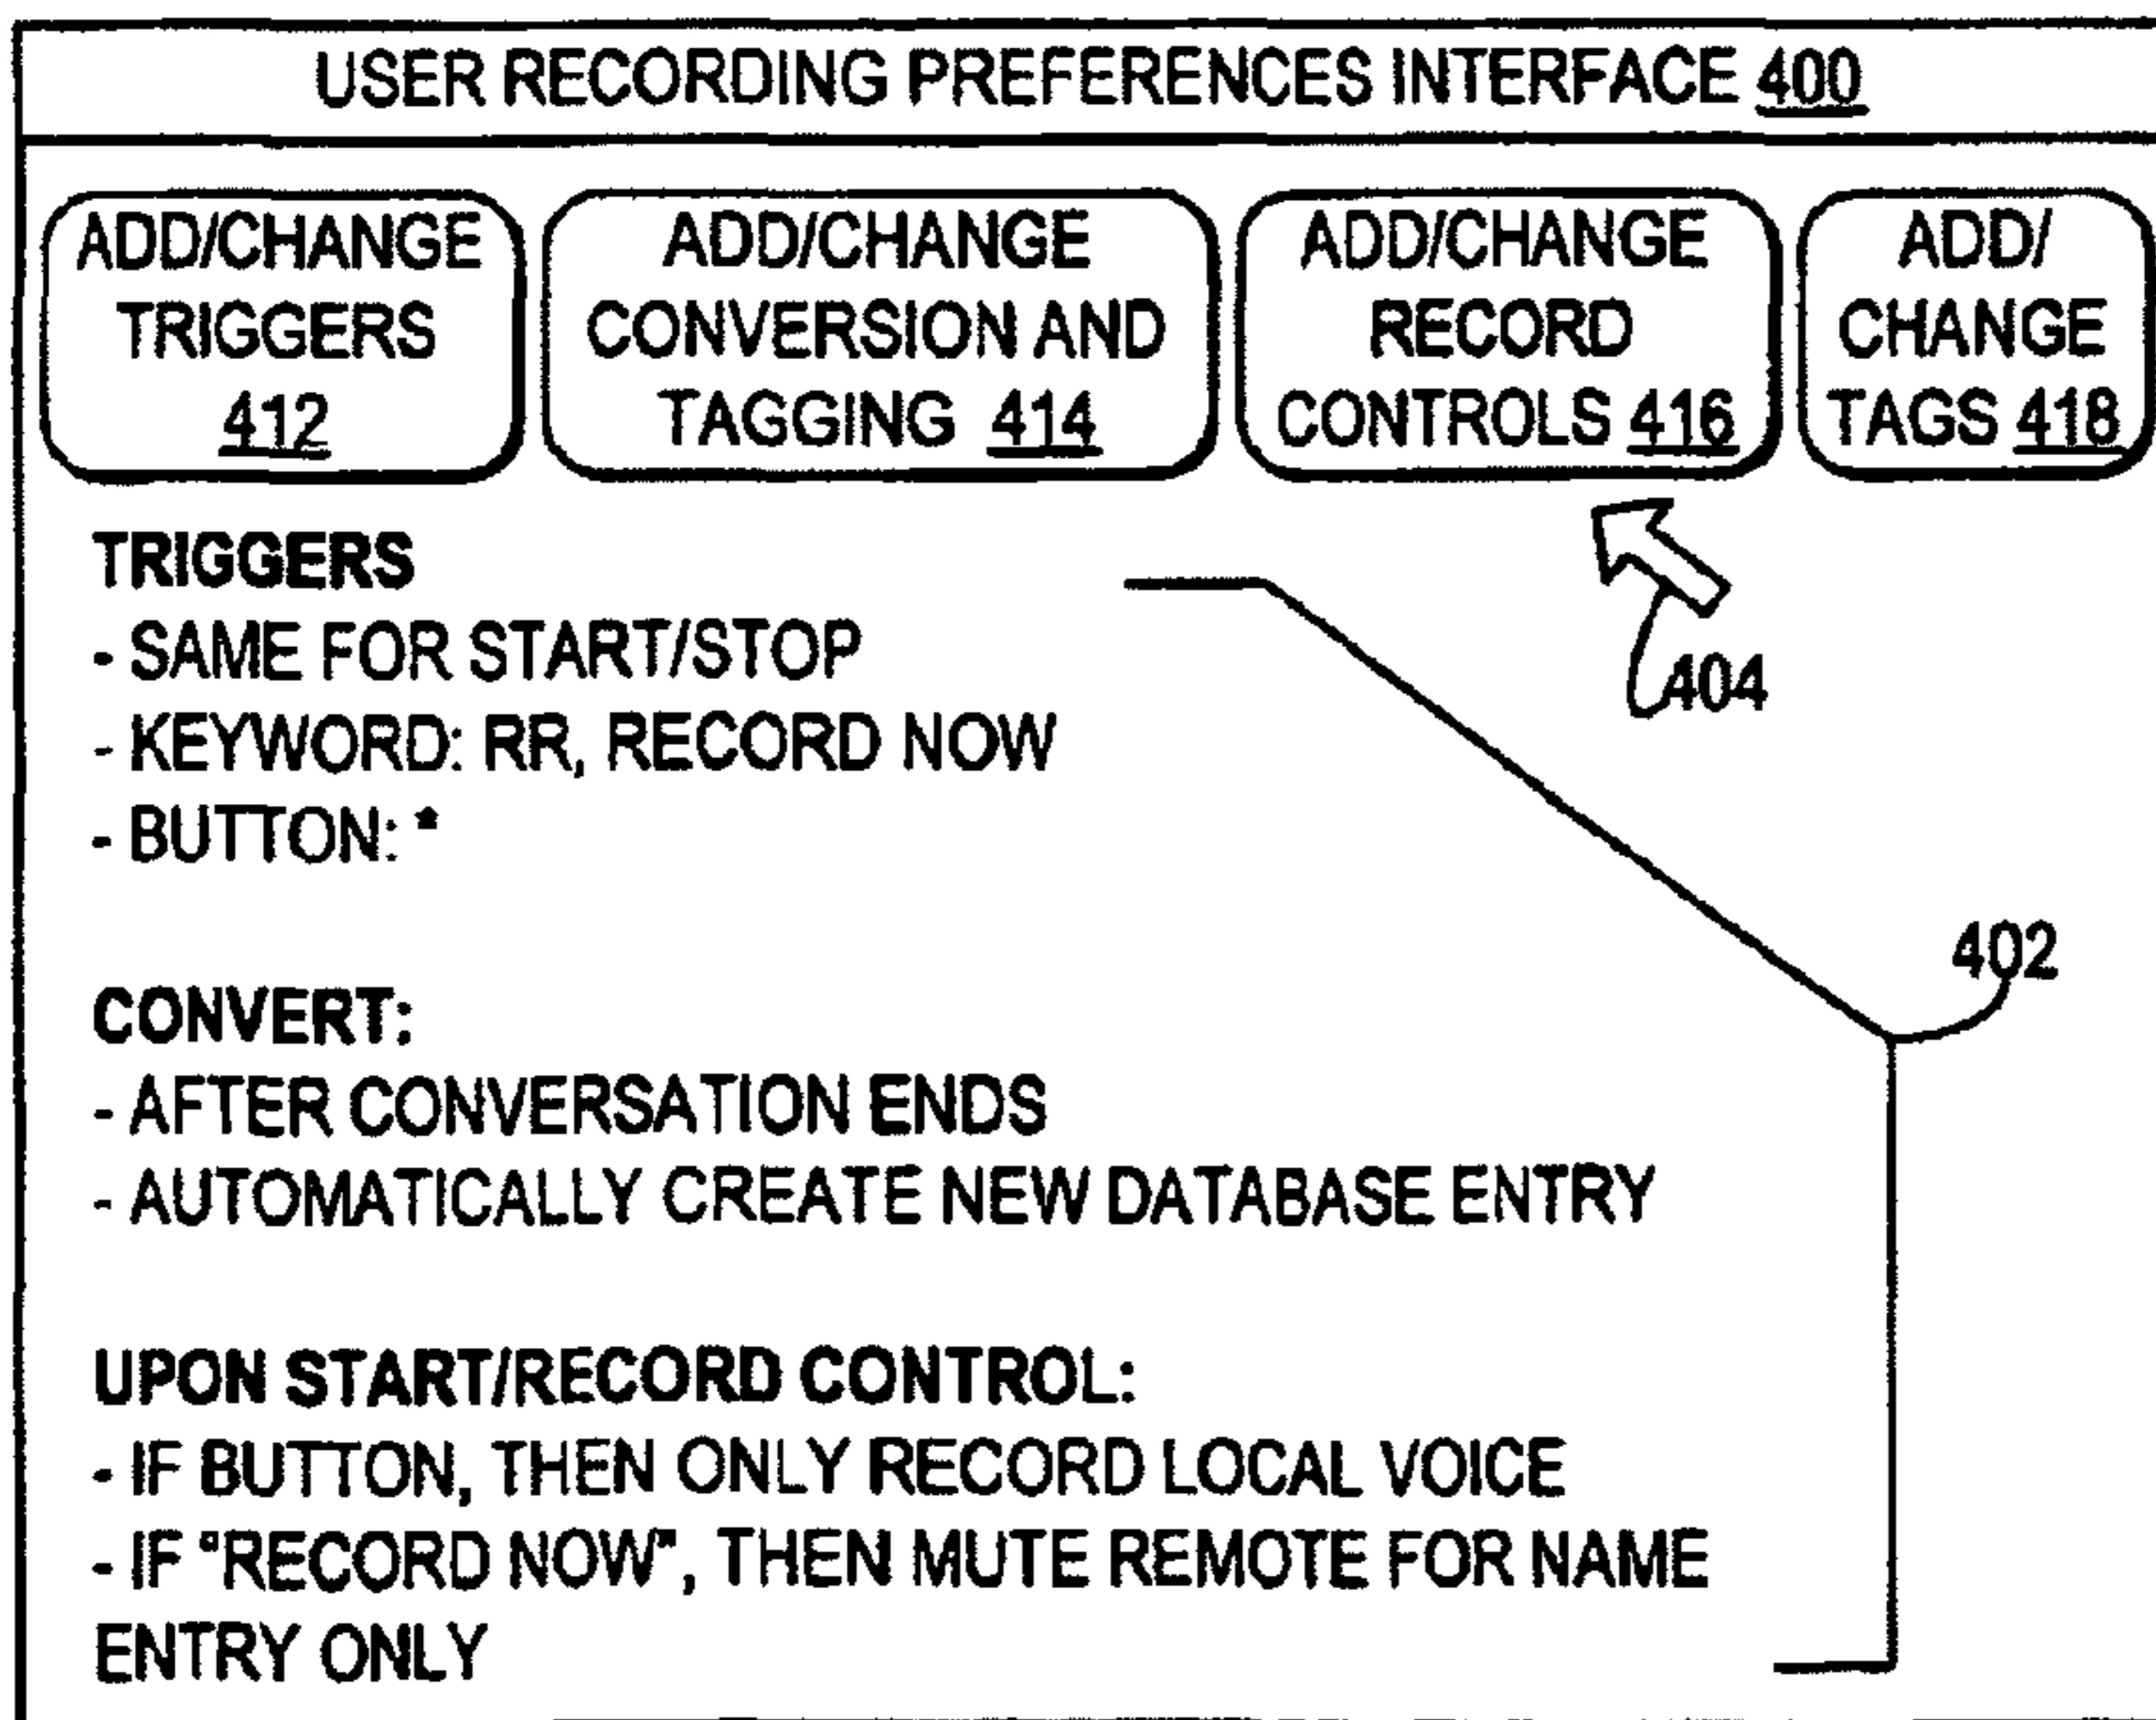 USER RECORDING PREFERENCES INTERFACE 400
ADD/CHANGE
TRIGGERS
412
ADD/CHANGE
CONVERSION AND
TAGGING 414
ADD/CHANGE
RECORD
CONTROLS 416
ADD/
CHANGE
TAGS 418
404
402
TRIGGERS
- SAME FOR START/STOP
- KEYWORD: RR, RECORD NOW
- BUTTON: *
CONVERT:
- AFTER CONVERSATION ENDS
- AUTOMATICALLY CREATE NEW DATABASE ENTRY
UPON START/RECORD CONTROL:
- IF BUTTON, THEN ONLY RECORD LOCAL VOICE
- IF "RECORD NOW", THEN MUTE REMOTE FOR NAME
ENTRY ONLY